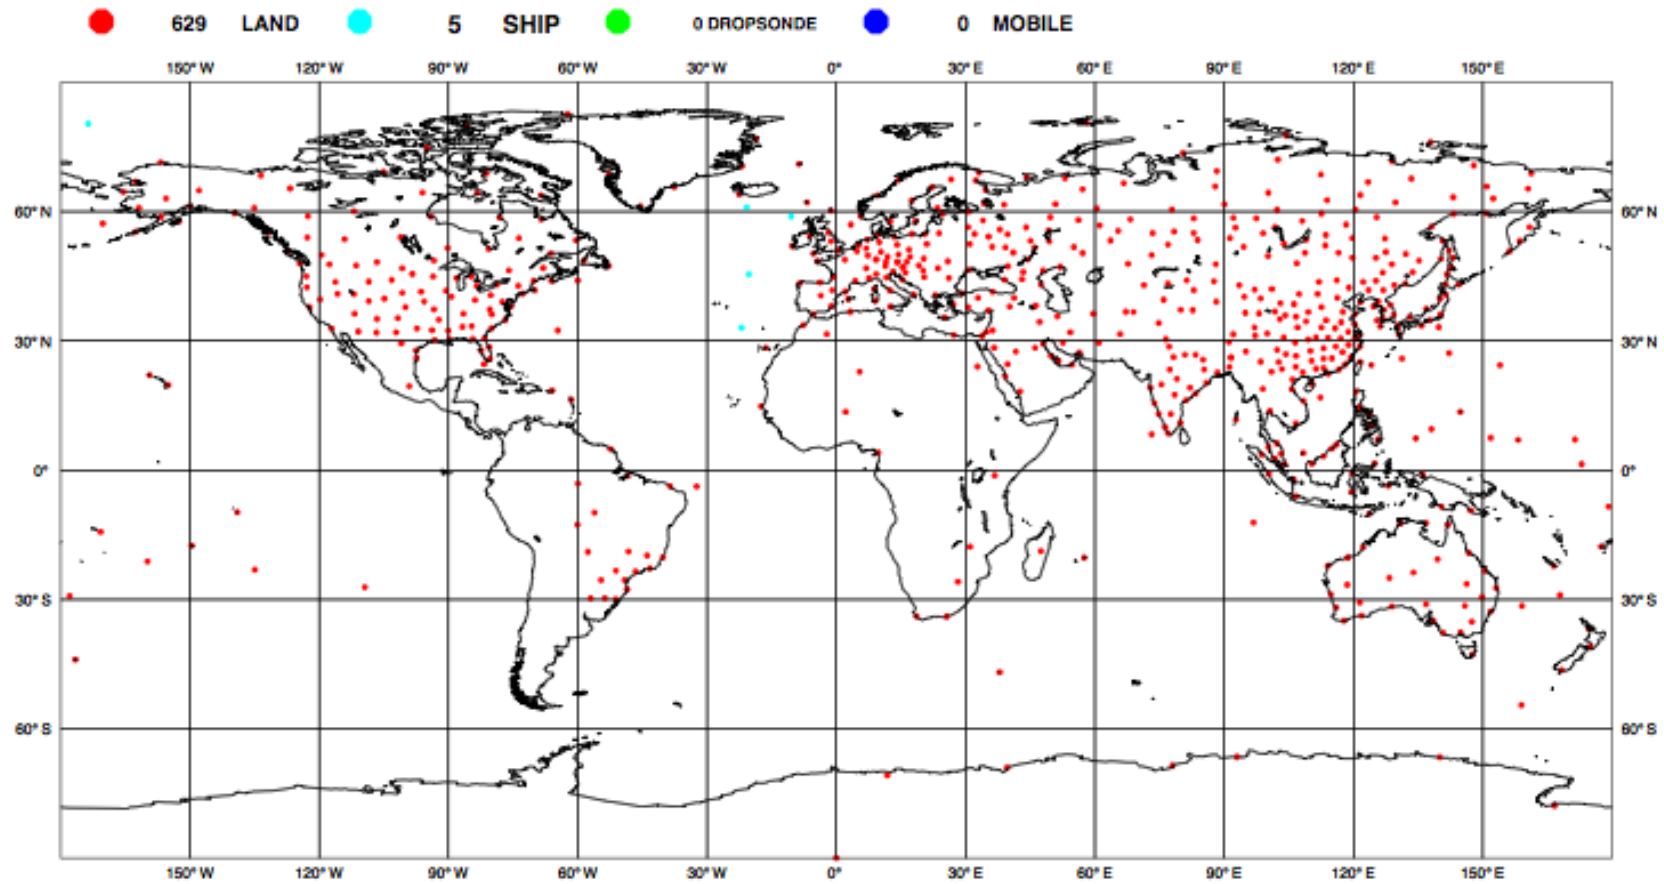 629 LAND 5 SHIP 0 DROPSONDE 0 MOBILE
150° W 120° W 90° W 60° W 30° W 0° 30° E 60° E 90° E 120° E 150° E
60° N 60° N
30° N 30° N
0° 0°
30° S 30° S
60° S 60° S
150° W 120° W 90° W 60° W 30° W 0° 30° E 60° E 90° E 120° E 150° E